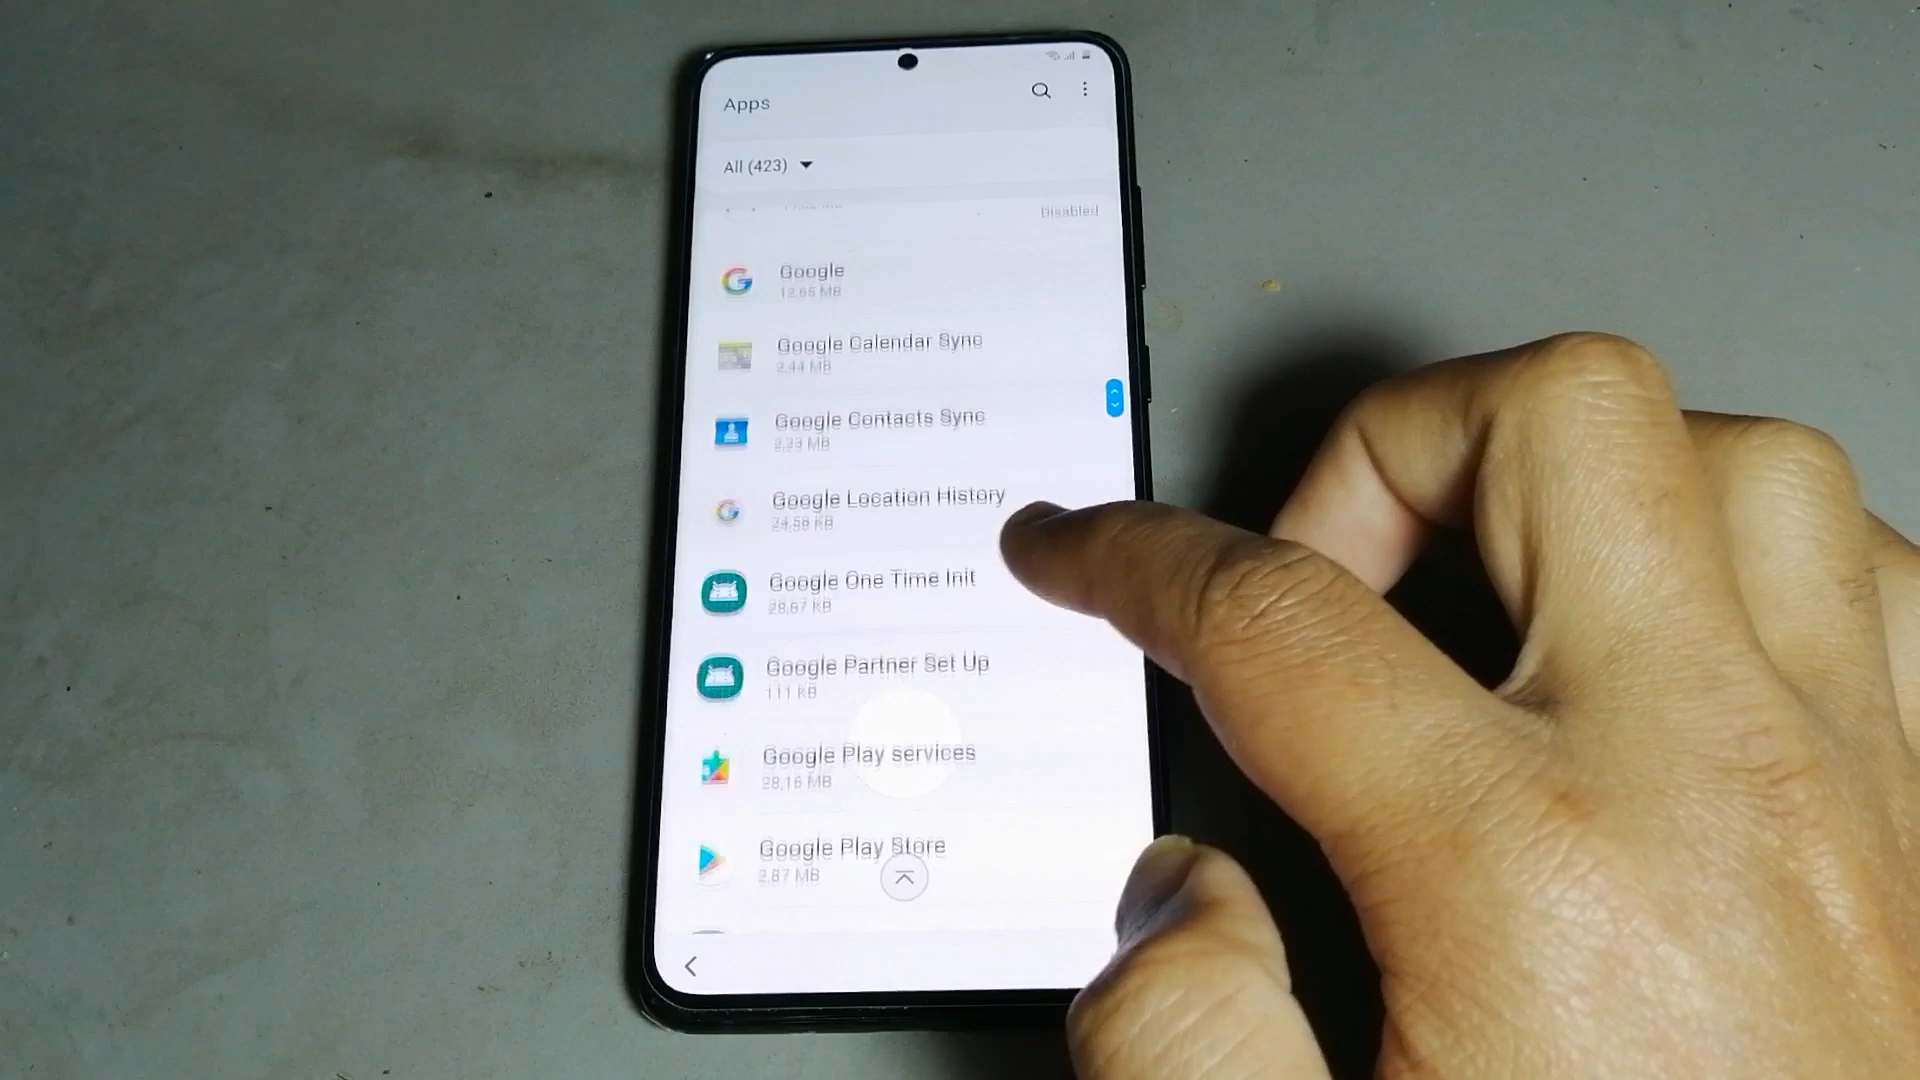 Apps
All (423)
Disabled
Google
12,65 MB
Google Calendar Sync
2,44 MB
Google Contacts Sync
2,23 MB
Google Location History
24,58 KB
Google One Time Init
28,67 KB
Google Partner Set Up
111 KB
Google Play services
28,16 MB
Google Play Store
2,87 MB